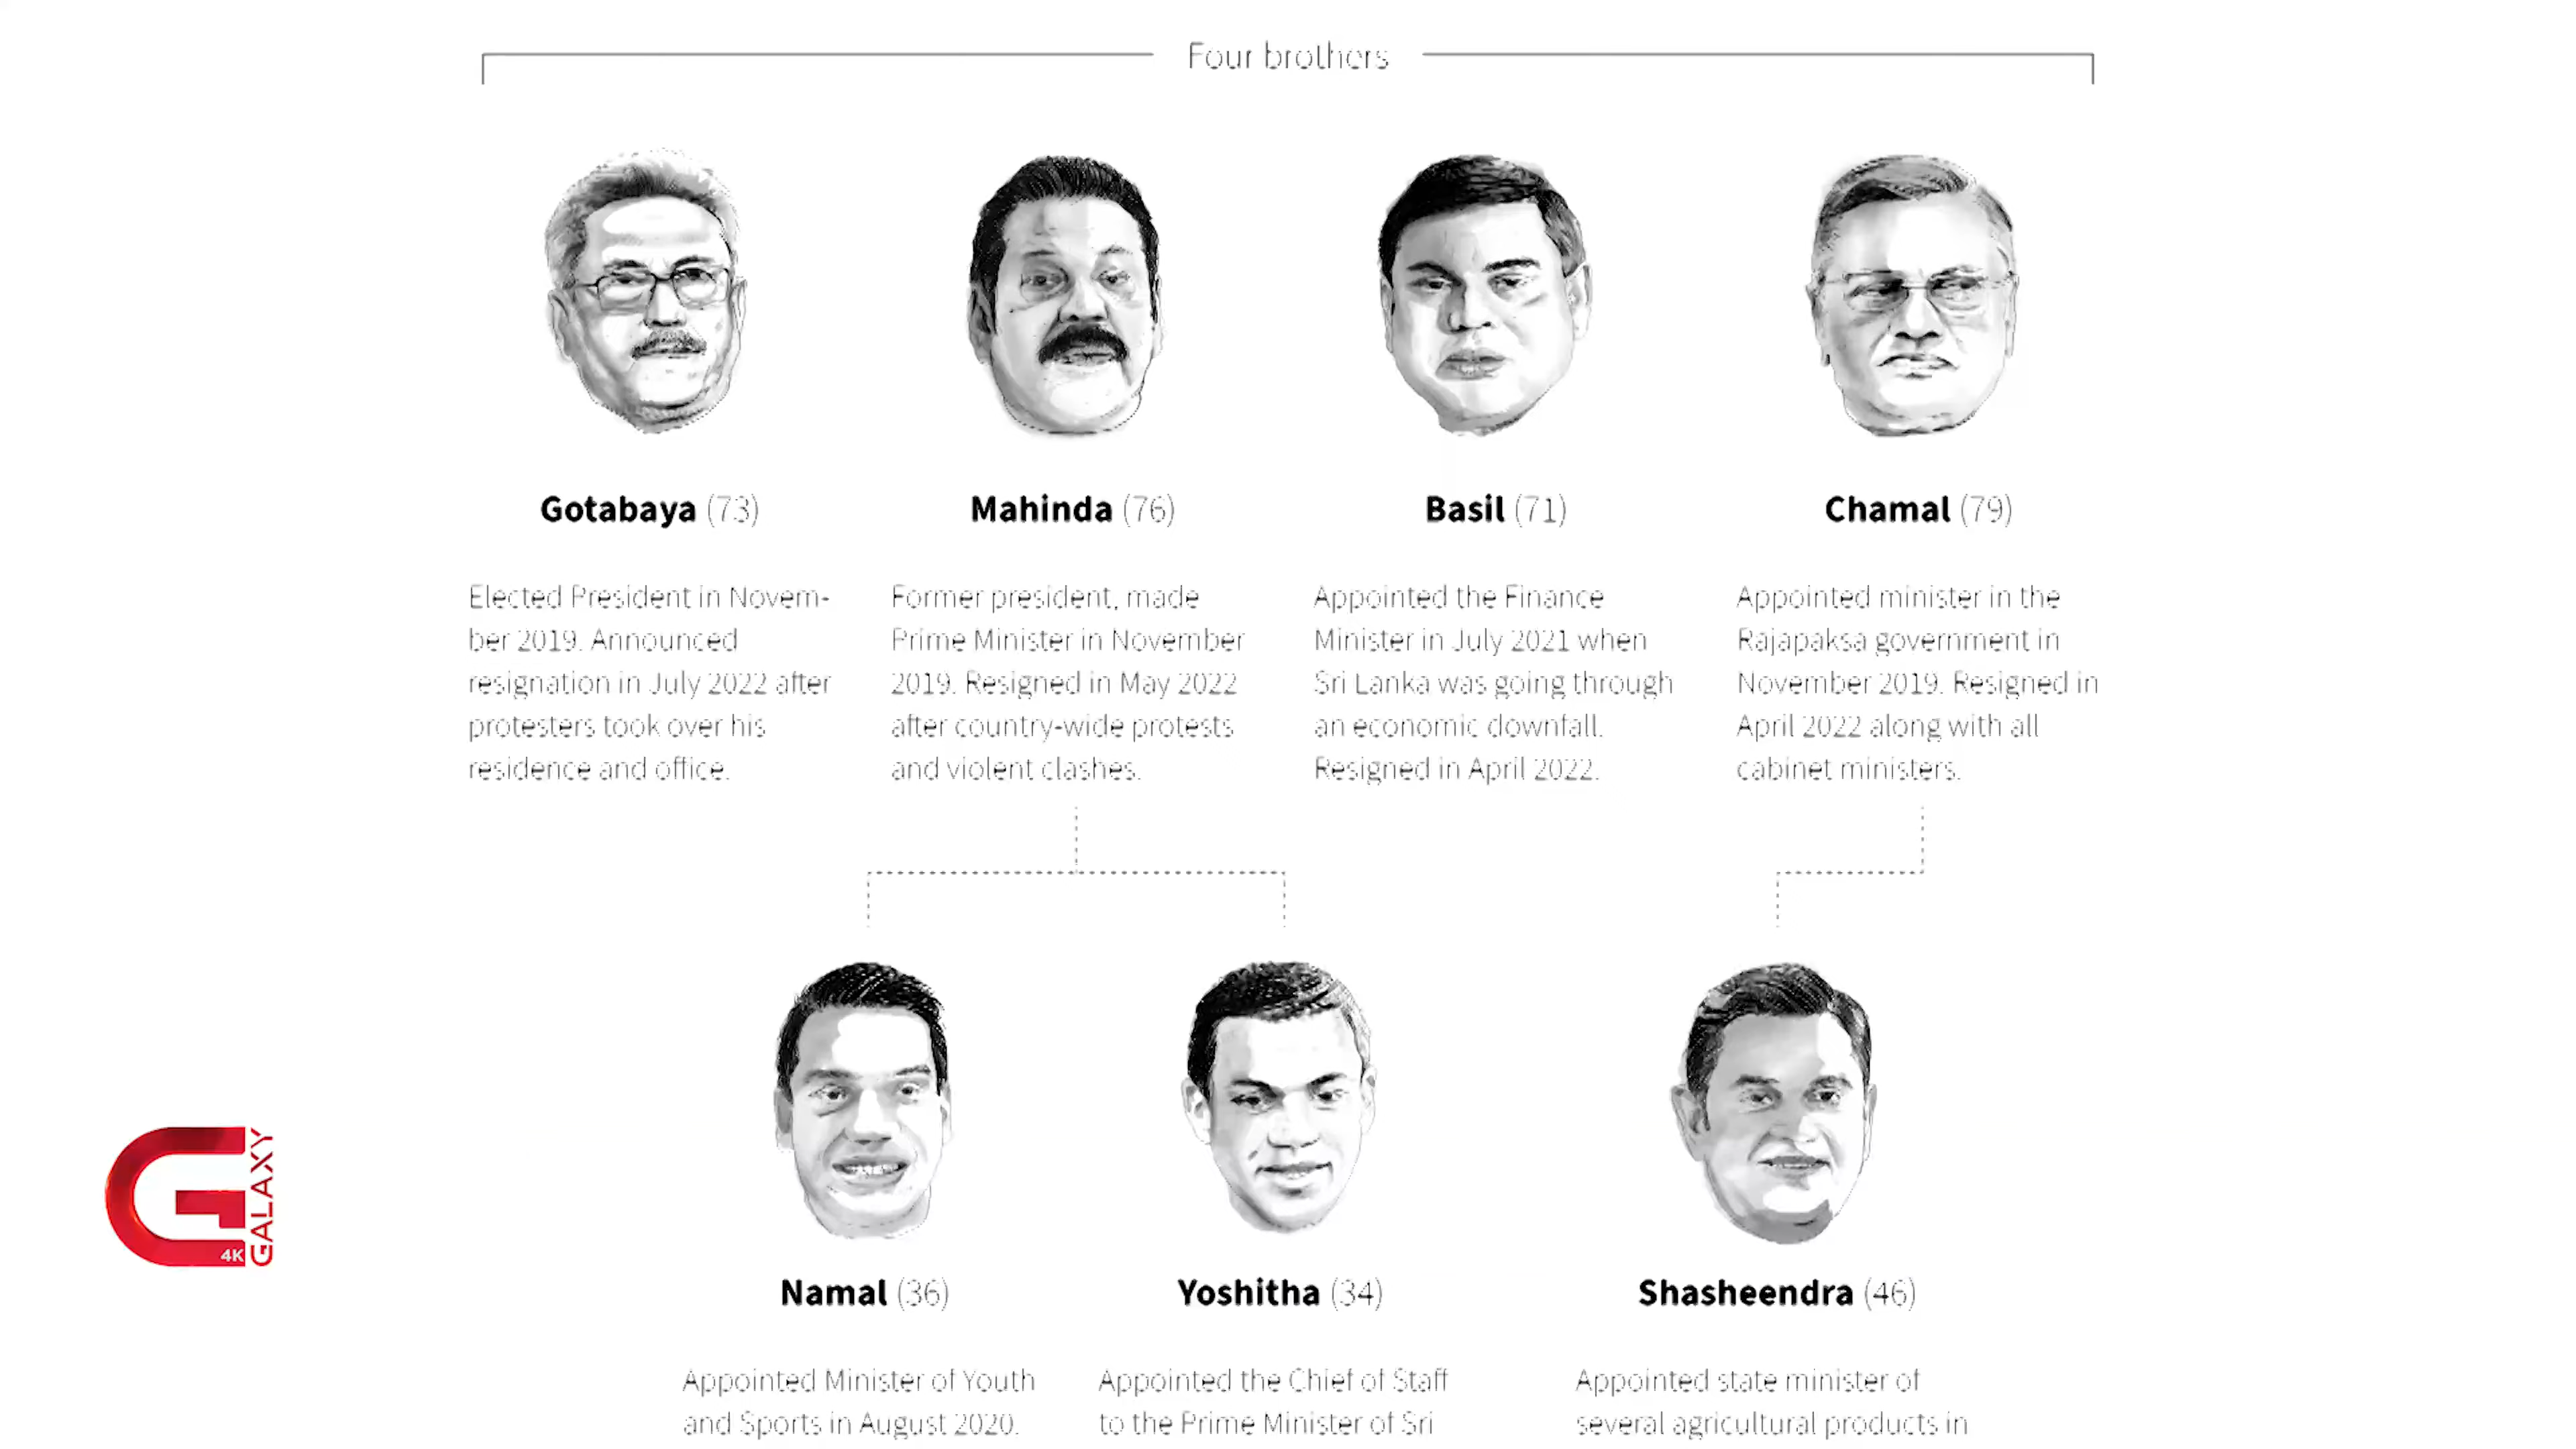 Four brothers
Gotabaya (73)
Elected President in Novem-
ber 2019. Announced
resignation in July 2022 after
protesters took over his
residence and office.
Mahinda (76)
Former president, made
Prime Minister in November
2019. Resigned in May 2022
after country-wide protests
and violent clashes.
Basil (71)
Appointed the Finance
Minister in July 2021 when
Sri Lanka was going through
an economic downfall.
Resigned in April 2022.
Chamal (79)
Appointed minister in the
Rajapaksa government in
November 2019. Resigned in
April 2022 along with all
cabinet ministers.
Namal (36)
Appointed Minister of Youth
and Sports in August 2020.
Yoshitha (34)
Appointed the Chief of Staff
to the Prime Minister of Sri
Shasheendra (46)
Appointed state minister of
several agricultural products in
G
4K
GALAXY